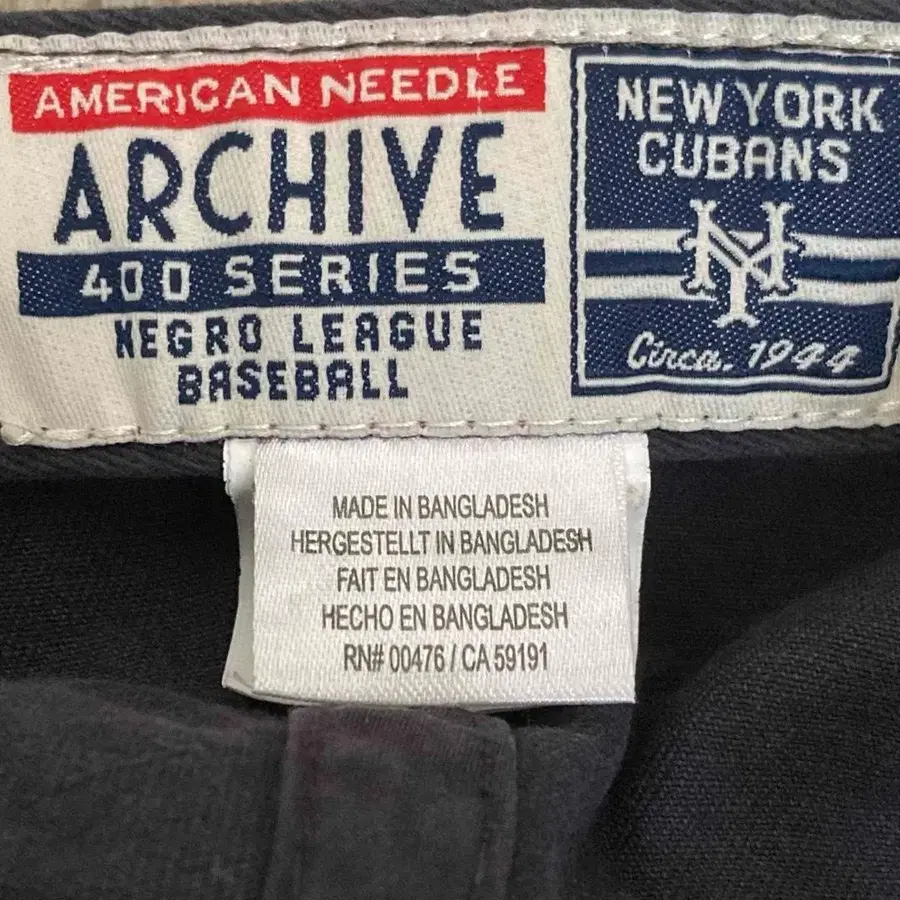 AMERICAN NEEDLE
ARCHIVE
400 SERIES
NEGRO LEAGUE
BASEBALL
NEW YORK
CUBANS
NY
Circa. 1944
MADE IN BANGLADESH
HERGESTELLT IN BANGLADESH
FAIT EN BANGLADESH
HECHO EN BANGLADESH
RN# 00476 / CA 59191